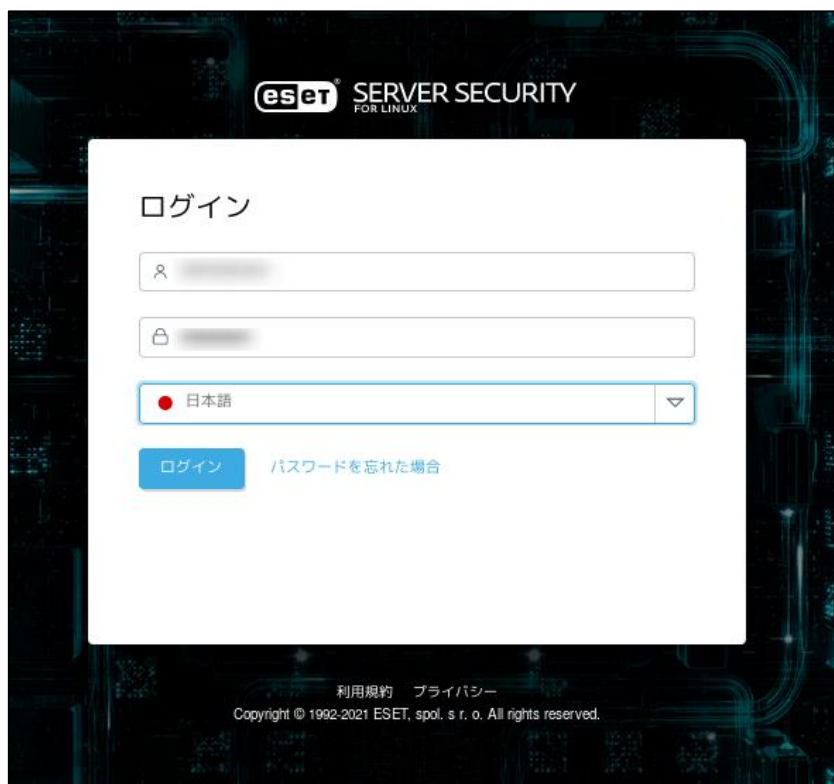 eset® SERVER SECURITY
FOR LINUX
ログイン
日本語
ログイン パスワードを忘れた場合
利用規約 プライバシー
Copyright © 1992-2021 ESET, spol. s r. o. All rights reserved.